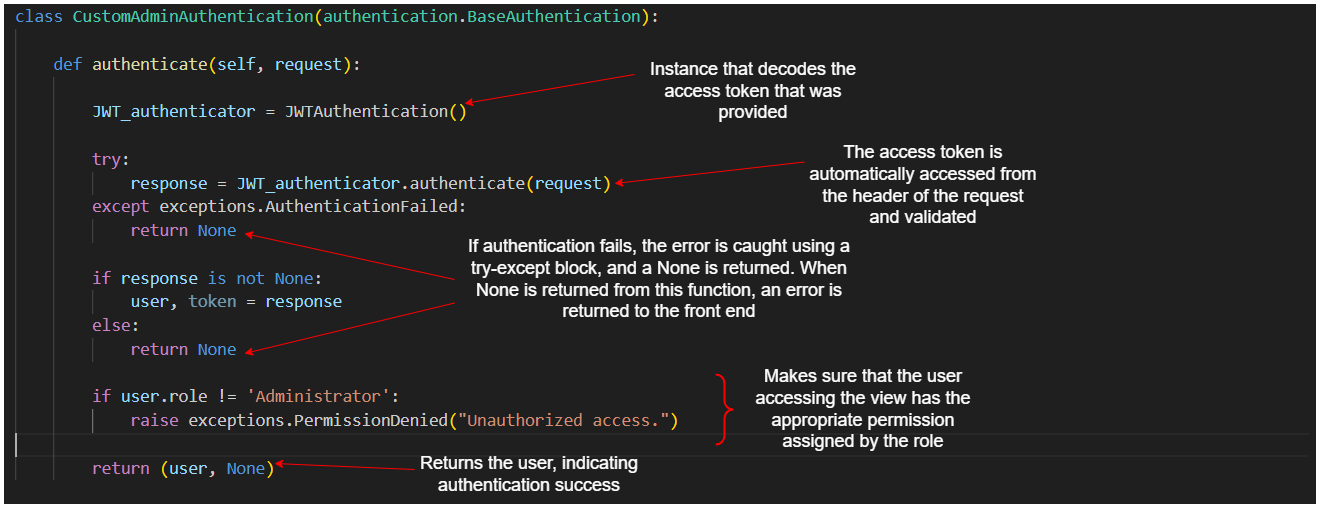 class CustomAdminAuthentication(authentication.BaseAuthentication):
def authenticate(self, request):
Instance that decodes the
access token that was
provided
JWT_authenticator = JWTAuthentication()
try:
response = JWT_authenticator.authenticate(request)
except exceptions.AuthenticationFailed:
return None
The access token is
automatically accessed from
the header of the request
and validated
If authentication fails, the error is caught using a
try-except block, and a None is returned. When
None is returned from this function, an error is
returned to the front end
if response is not None:
user, token = response
else:
return None
if user.role != 'Administrator':
raise exceptions.PermissionDenied("Unauthorized access.")
Makes sure that the user
accessing the view has the
appropriate permission
assigned by the role
return (user, None)
Returns the user, indicating
authentication success